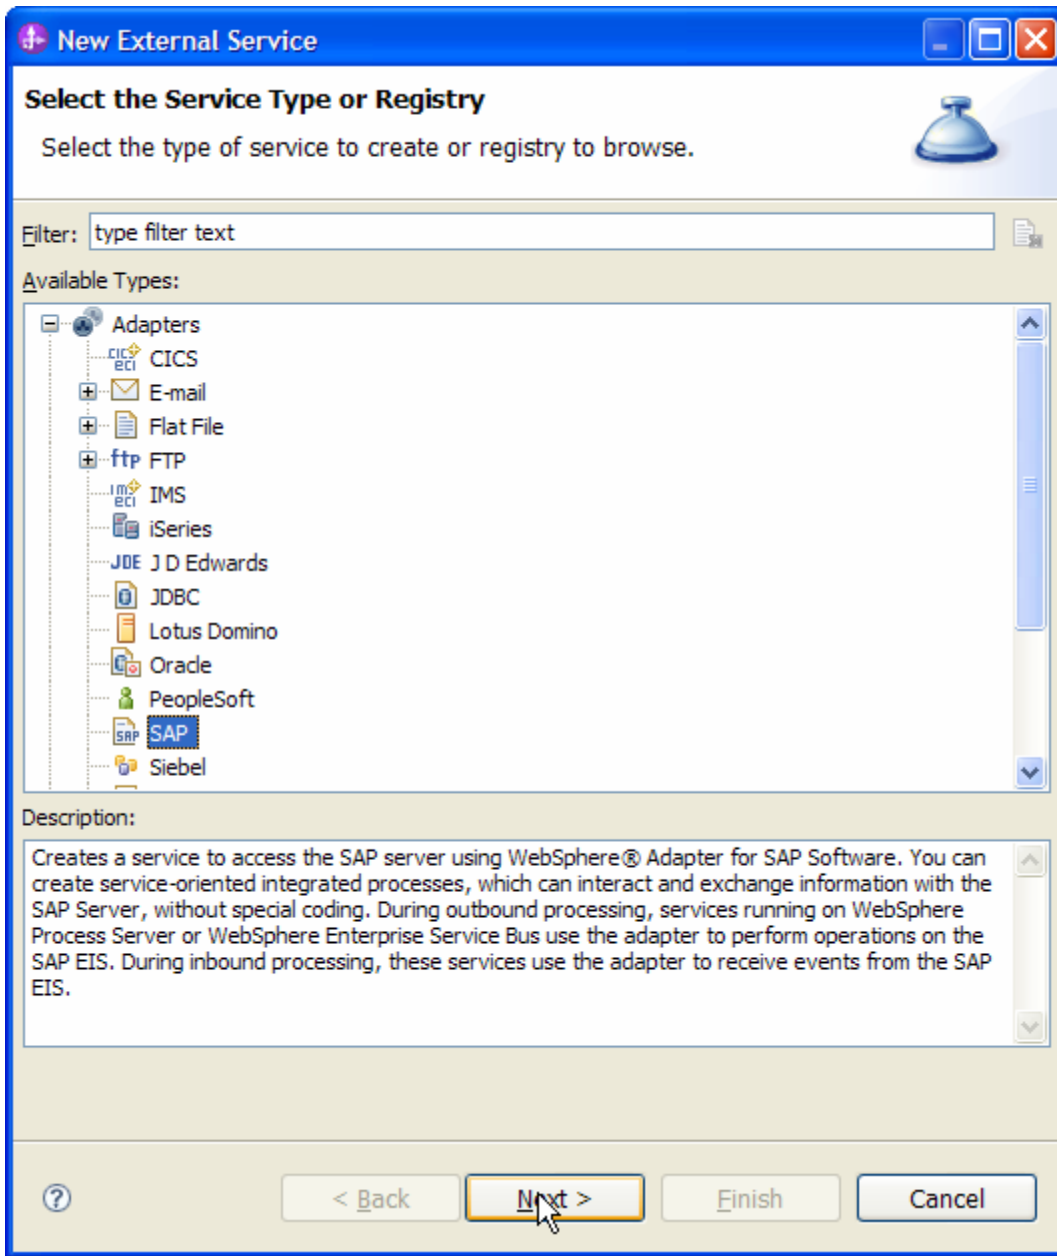 New External Service
Select the Service Type or Registry
Select the type of service to create or registry to browse.
Filter: type filter text
Available Types:
Adapters
CICS
E-mail
Flat File
ftp FTP
IMS
iSeries
JDE J D Edwards
JDBC
Lotus Domino
Oracle
PeopleSoft
SAP SAP
Siebel
Description:
Creates a service to access the SAP server using WebSphere® Adapter for SAP Software. You can
create service-oriented integrated processes, which can interact and exchange information with the
SAP Server, without special coding. During outbound processing, services running on WebSphere
Process Server or WebSphere Enterprise Service Bus use the adapter to perform operations on the
SAP EIS. During inbound processing, these services use the adapter to receive events from the SAP
EIS.
? < Back Next > Finish Cancel